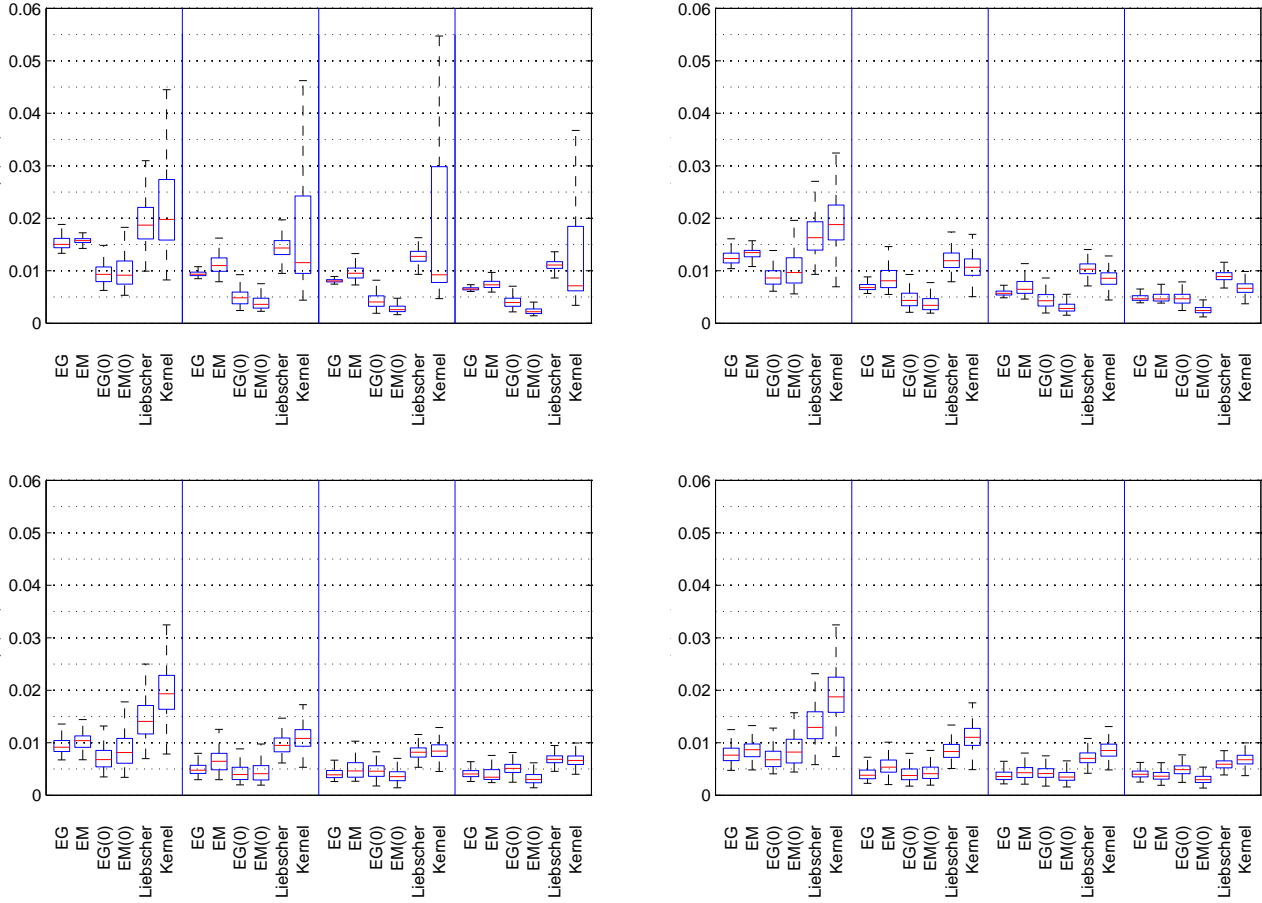 0.06
0.05
0.04
0.03
0.02
0.01
0
EG
EM
EG(0)
EM(0)
Liebscher
Kernel
EG
EM
EG(0)
EM(0)
Liebscher
Kernel
EG
EM
EG(0)
EM(0)
Liebscher
Kernel
EG
EM
EG(0)
EM(0)
Liebscher
Kernel
0.06
0.05
0.04
0.03
0.02
0.01
0
EG
EM
EG(0)
EM(0)
Liebscher
Kernel
EG
EM
EG(0)
EM(0)
Liebscher
Kernel
EG
EM
EG(0)
EM(0)
Liebscher
Kernel
EG
EM
EG(0)
EM(0)
Liebscher
Kernel
0.06
0.05
0.04
0.03
0.02
0.01
0
EG
EM
EG(0)
EM(0)
Liebscher
Kernel
EG
EM
EG(0)
EM(0)
Liebscher
Kernel
EG
EM
EG(0)
EM(0)
Liebscher
Kernel
EG
EM
EG(0)
EM(0)
Liebscher
Kernel
0.06
0.05
0.04
0.03
0.02
0.01
0
EG
EM
EG(0)
EM(0)
Liebscher
Kernel
EG
EM
EG(0)
EM(0)
Liebscher
Kernel
EG
EM
EG(0)
EM(0)
Liebscher
Kernel
EG
EM
EG(0)
EM(0)
Liebscher
Kernel